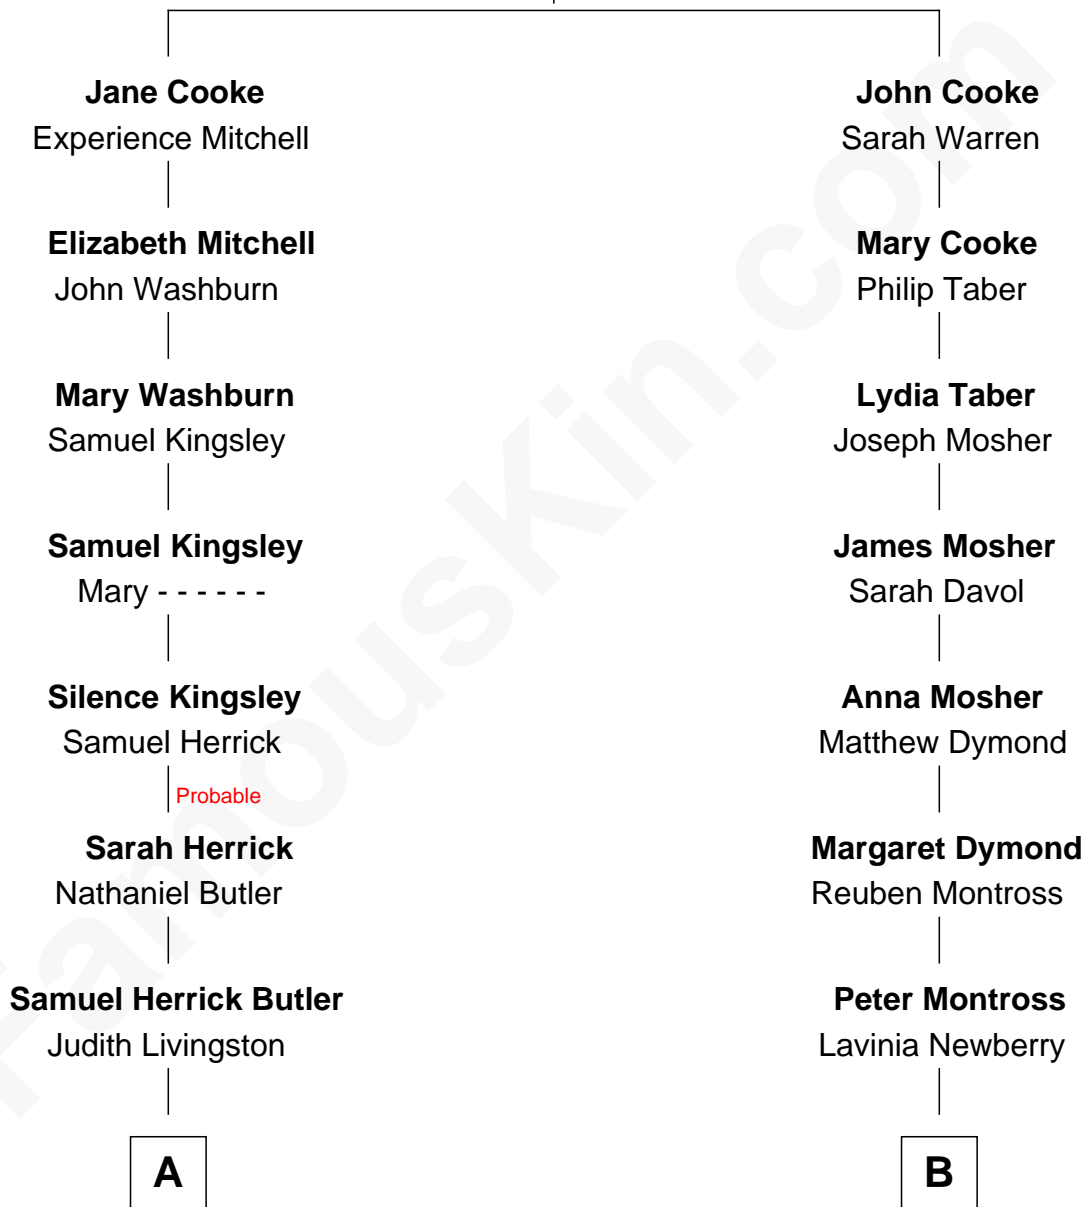 Jane Cooke
Experience Mitchell
Elizabeth Mitchell
John Washburn
Mary Washburn
Samuel Kingsley
Samuel Kingsley
Mary - - - - - -
Silence Kingsley
Samuel Herrick
Probable
Sarah Herrick
Nathaniel Butler
Samuel Herrick Butler
Judith Livingston
A
John Cooke
Sarah Warren
Mary Cooke
Philip Taber
Lydia Taber
Joseph Mosher
James Mosher
Sarah Davol
Anna Mosher
Matthew Dymond
Margaret Dymond
Reuben Montross
Peter Montross
Lavinia Newberry
B
FamousKin.com